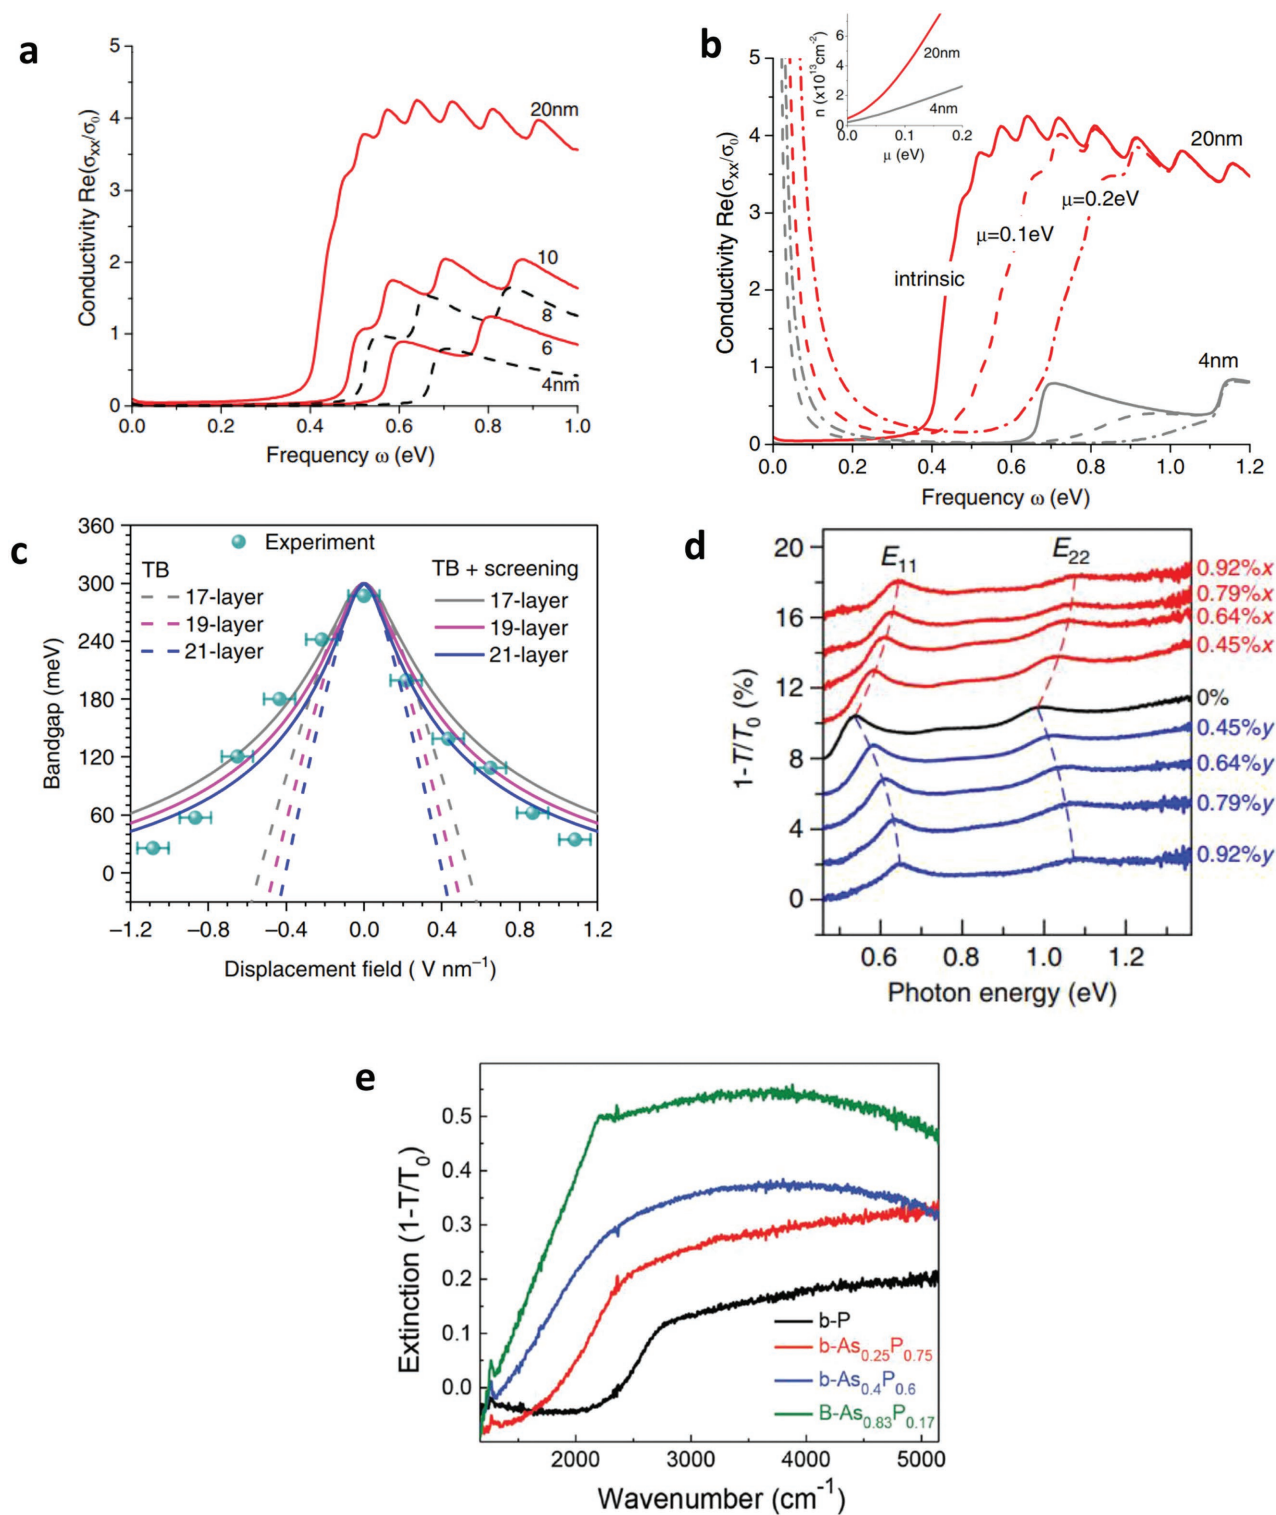 a
5
4
3
2
1
0
Conductivity Re(σxx/σ0)
20nm
10
8
6
4nm
0.0 0.2 0.4 0.6 0.8 1.0
Frequency ω (eV)
b
5
4
3
2
1
0
Conductivity Re(σxx/σ0)
6
4
2
0
n (x10¹³cm⁻²)
20nm
4nm
0.0 0.1 0.2
μ (eV)
20nm
μ=0.2eV
μ=0.1eV
intrinsic
4nm
0.0 0.2 0.4 0.6 0.8 1.0 1.2
Frequency ω (eV)
c
360
300
240
180
120
60
0
Bandgap (meV)
Experiment
TB
17-layer
19-layer
21-layer
TB + screening
17-layer
19-layer
21-layer
−1.2 −0.8 −0.4 0.0 0.4 0.8 1.2
Displacement field ( V nm⁻¹)
d
20
16
12
8
4
0
1-T/T0 (%)
E11
E22
0.92%x
0.79%x
0.64%x
0.45%x
0%
0.45%y
0.64%y
0.79%y
0.92%y
0.6 0.8 1.0 1.2
Photon energy (eV)
e
0.5
0.4
0.3
0.2
0.1
0.0
Extinction (1-T/T0)
b-P
b-As0.25P0.75
b-As0.4P0.6
B-As0.83P0.17
2000 3000 4000 5000
Wavenumber (cm⁻¹)